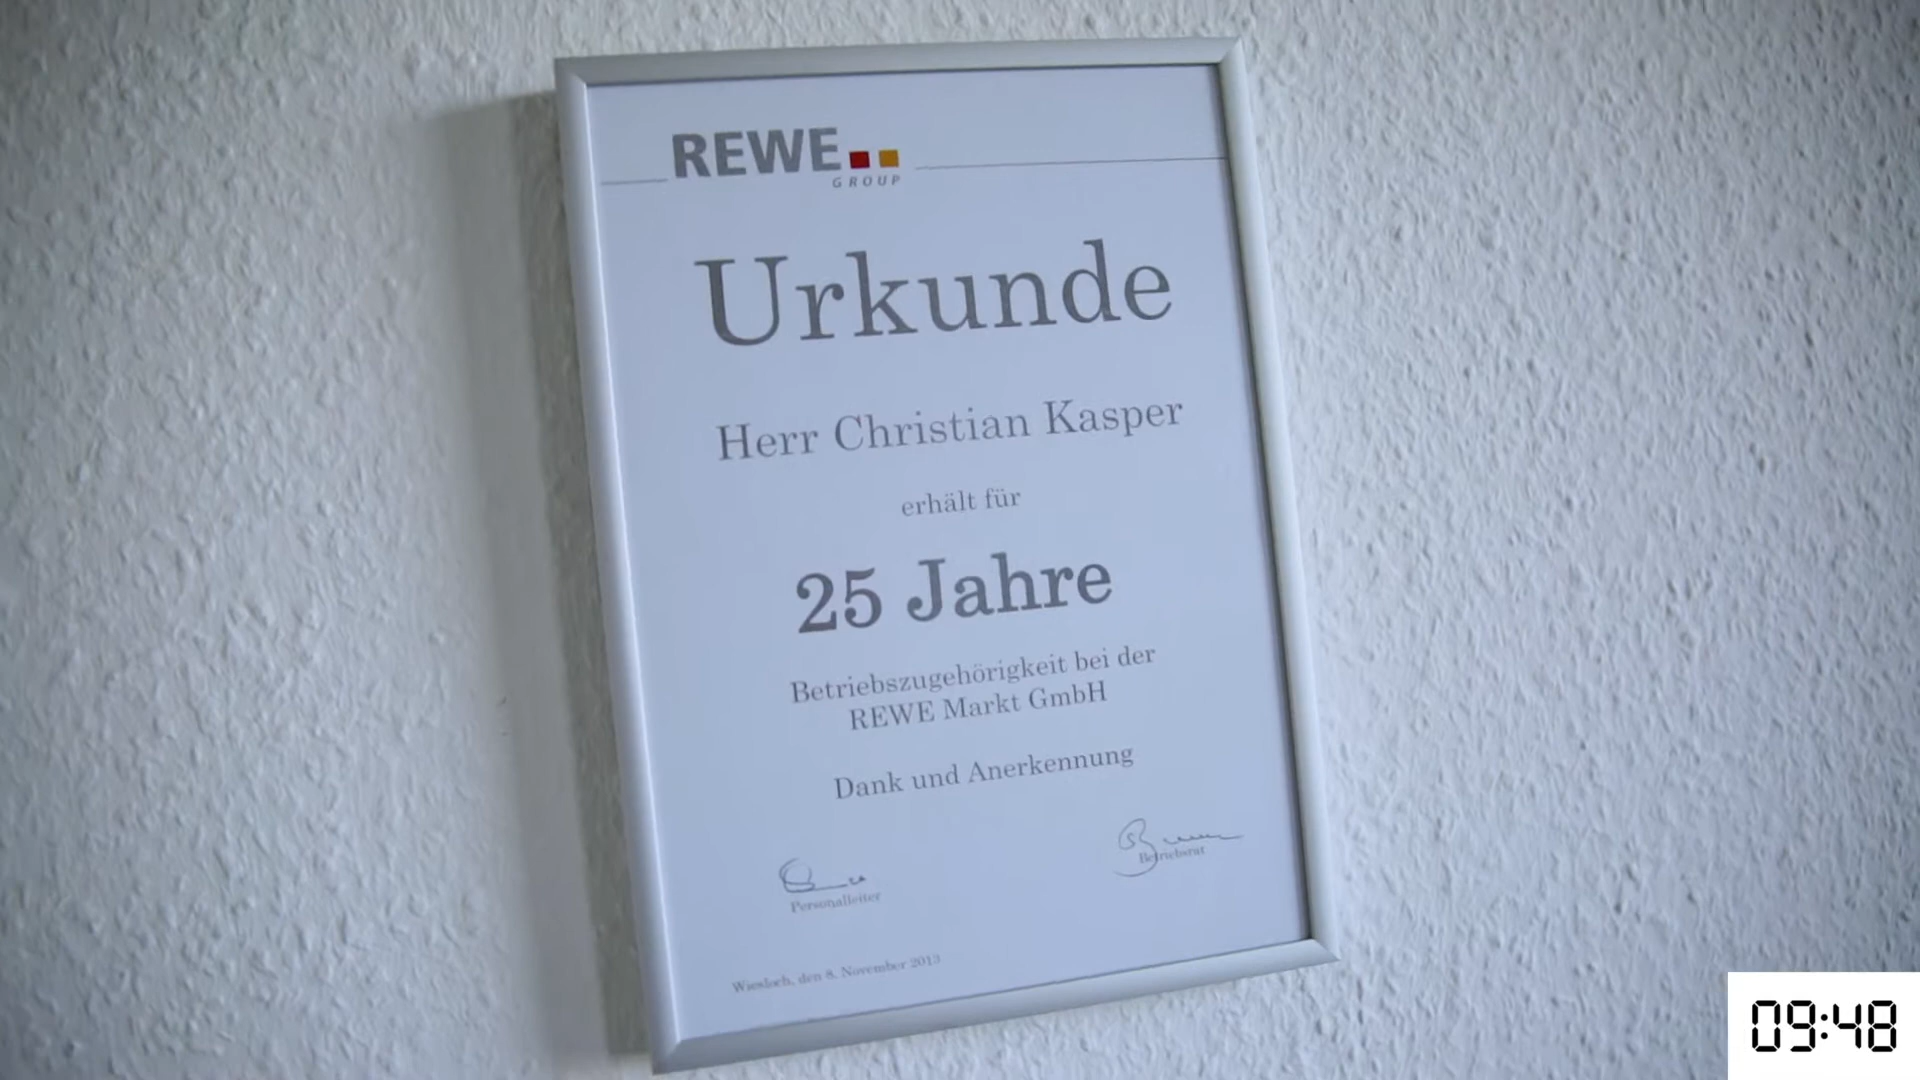 REWE
GROUP
Urkunde
Herr Christian Kasper
erhält für
25 Jahre
Betriebszugehörigkeit bei der
REWE Markt GmbH
Dank und Anerkennung
Betriebsrat
Personalleiter
Wiesloch, den 8. November 2013
09:48